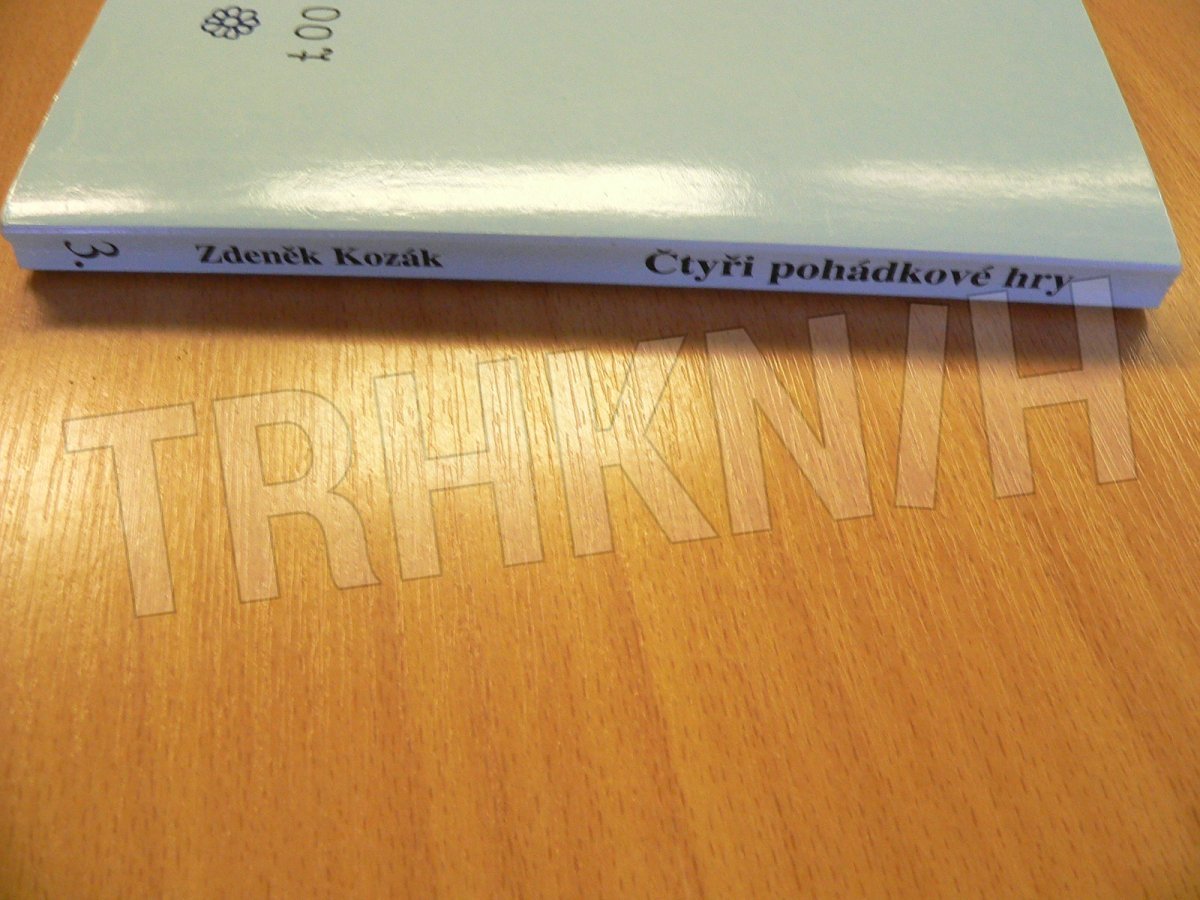 3.
Zdeněk Kozák
Čtyři pohádkové hry
TRHKNIH